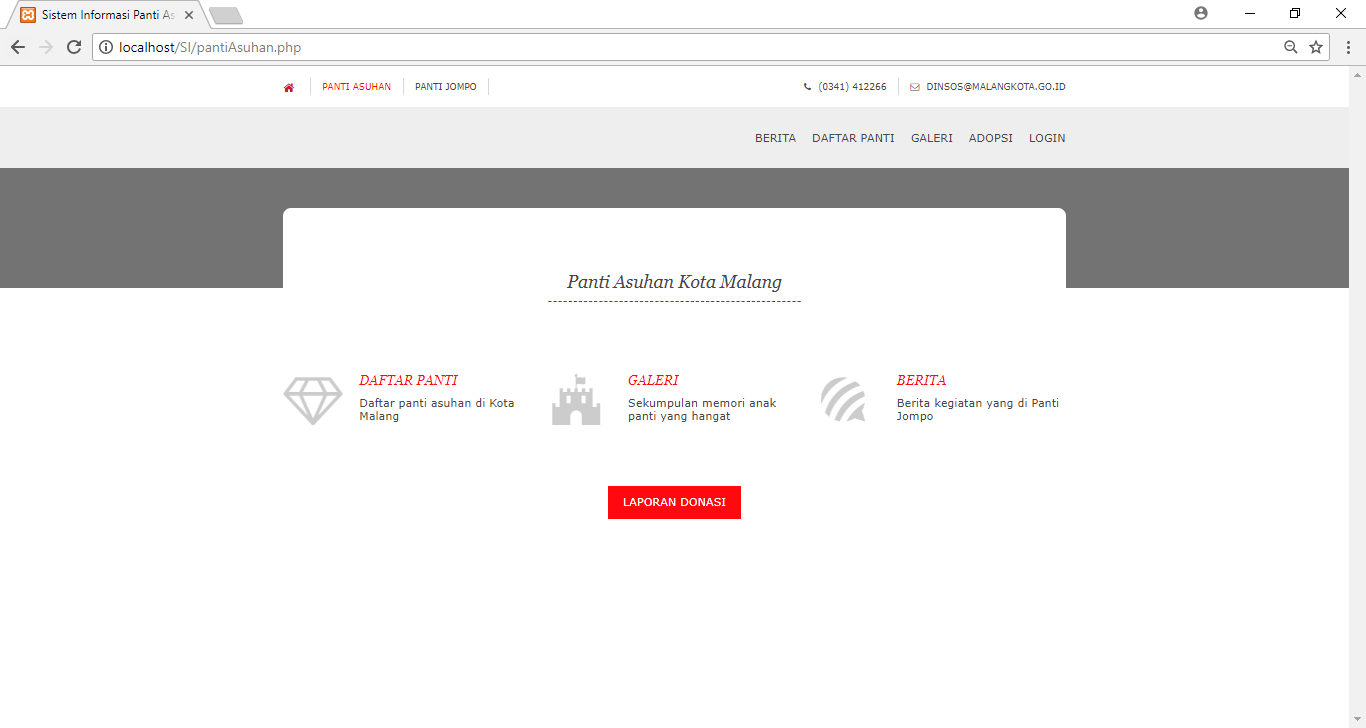 Sistem Informasi Panti As
localhost/SI/pantiAsuhan.php
PANTI ASUHAN PANTI JOMPO (0341) 412266 DINSOS@MALANGKOTA.GO.ID
BERITA DAFTAR PANTI GALERI ADOPSI LOGIN
Panti Asuhan Kota Malang
DAFTAR PANTI
Daftar panti asuhan di Kota
Malang
GALERI
Sekumpulan memori anak
panti yang hangat
BERITA
Berita kegiatan yang di Panti
Jompo
LAPORAN DONASI